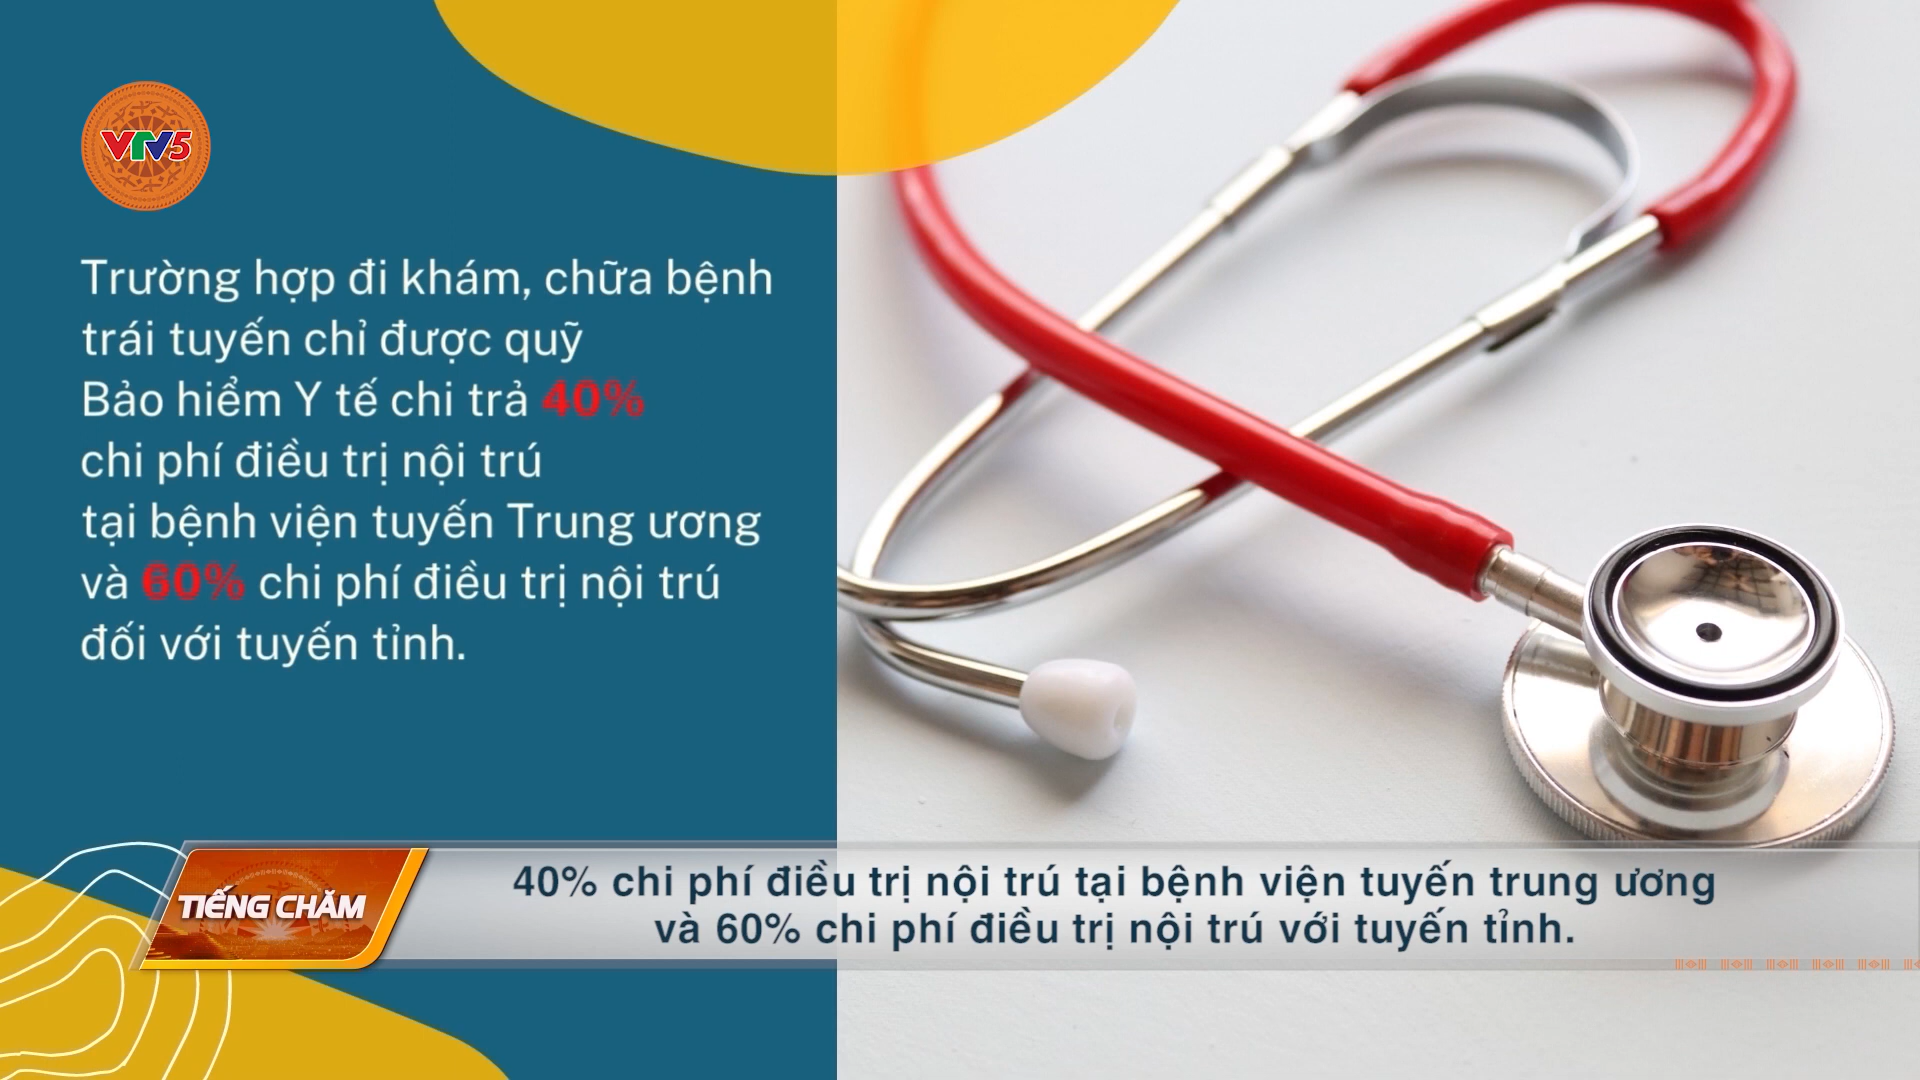 VTV5
Trường hợp đi khám, chữa bệnh
trái tuyến chỉ được quỹ
Bảo hiểm Y tế chi trả 40%
chi phí điều trị nội trú
tại bệnh viện tuyến Trung ương
và 60% chi phí điều trị nội trú
đối với tuyến tỉnh.
TIẾNG CHĂM
40% chi phí điều trị nội trú tại bệnh viện tuyến trung ương
và 60% chi phí điều trị nội trú với tuyến tỉnh.